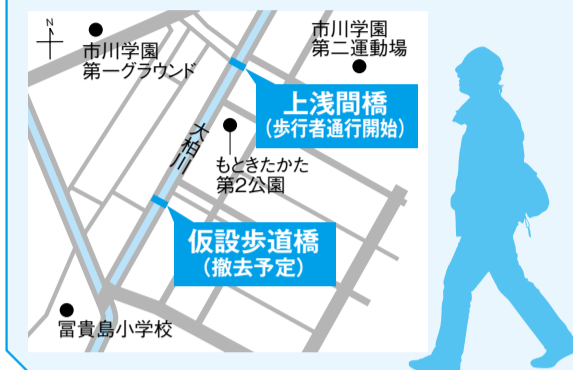 N
市川学園
第一グラウンド
市川学園
第二運動場
上浅間橋
(歩行者通行開始)
大柏川
もときたかた
第2公園
仮設歩道橋
(撤去予定)
冨貴島小学校